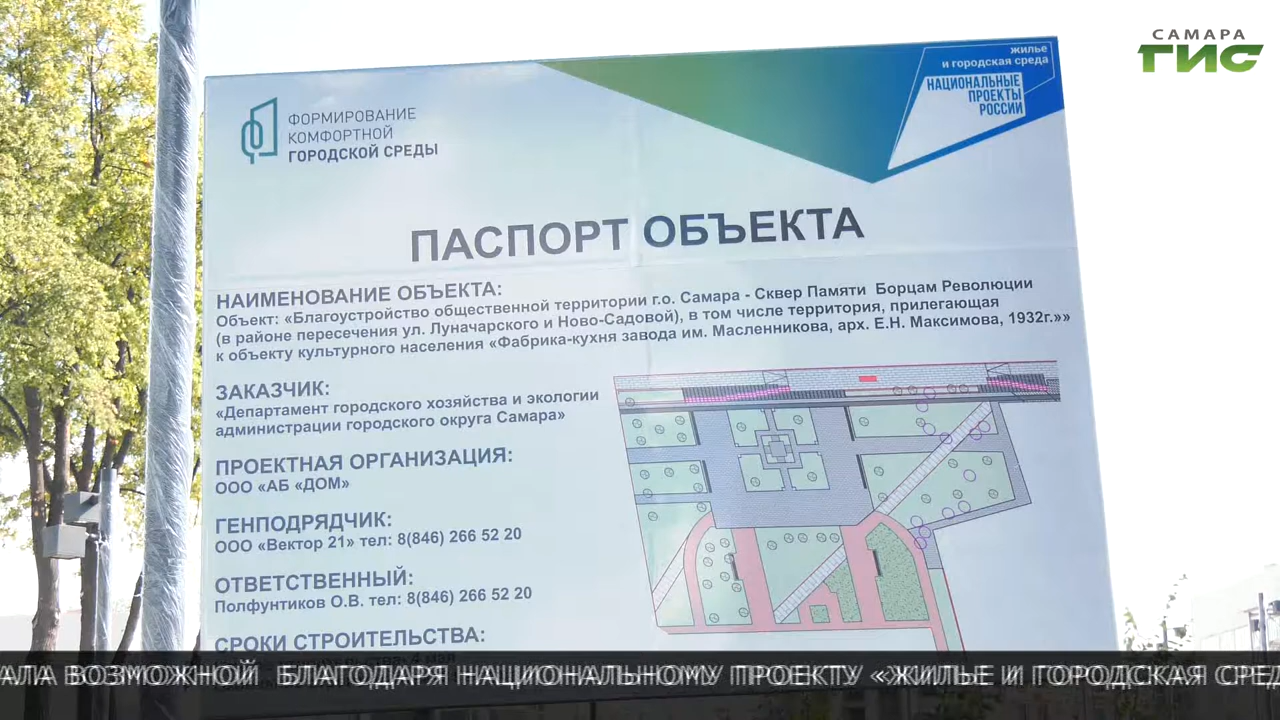 САМАРА
ГИС
жилье
и городская среда
НАЦИОНАЛЬНЫЕ
ПРОЕКТЫ
РОССИИ
ФОРМИРОВАНИЕ
КОМФОРТНОЙ
ГОРОДСКОЙ СРЕДЫ
ПАСПОРТ ОБЪЕКТА
НАИМЕНОВАНИЕ ОБЪЕКТА:
Объект: «Благоустройство общественной территории г.о. Самара - Сквер Памяти Борцам Революции
(в районе пересечения ул. Луначарского и Ново-Садовой), в том числе территория, прилегающая
к объекту культурного населения «Фабрика-кухня завода им. Масленникова, арх. Е.Н. Максимова, 1932г.»»
ЗАКАЗЧИК:
«Департамент городского хозяйства и экологии
администрации городского округа Самара»
ПРОЕКТНАЯ ОРГАНИЗАЦИЯ:
ООО «АБ «ДОМ»
ГЕНПОДРЯДЧИК:
ООО «Вектор 21» тел: 8(846) 266 52 20
ОТВЕТСТВЕННЫЙ:
Полфунтиков О.В. тел: 8(846) 266 52 20
СРОКИ СТРОИТЕЛЬСТВА:
АЛА ВОЗМОЖНОЙ БЛАГОДАРЯ НАЦИОНАЛЬНОМУ ПРОЕКТУ «ЖИЛЬЕ И ГОРОДСКАЯ СРЕД